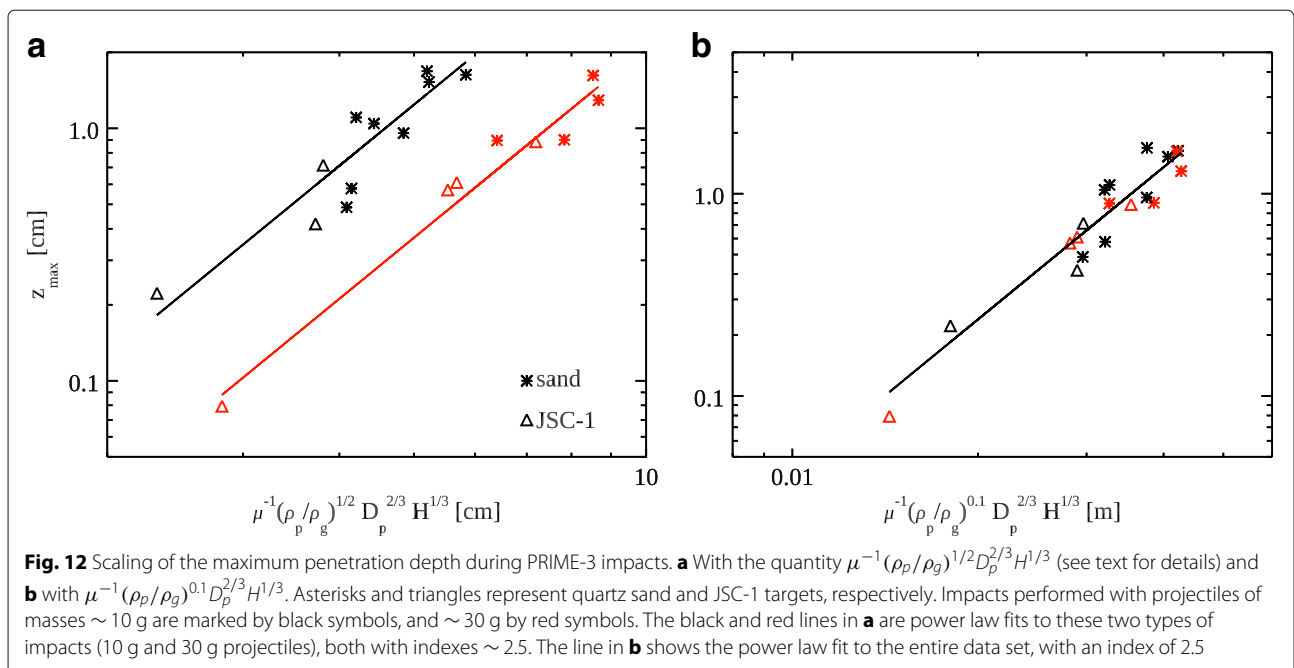 a
b
1.0
0.1
z_max [cm]
sand
JSC-1
10
μ⁻¹(ρ_p/ρ_g)^1/2 D_p^2/3 H^1/3 [cm]
5.0
1.0
0.1
0.01
μ⁻¹(ρ_p/ρ_g)^0.1 D_p^2/3 H^1/3 [m]
Fig. 12 Scaling of the maximum penetration depth during PRIME-3 impacts. a With the quantity μ⁻¹(ρ_p/ρ_g)^1/2 D_p^2/3 H^1/3 (see text for details) and
b with μ⁻¹(ρ_p/ρ_g)^0.1 D_p^2/3 H^1/3. Asterisks and triangles represent quartz sand and JSC-1 targets, respectively. Impacts performed with projectiles of
masses ∼ 10 g are marked by black symbols, and ∼ 30 g by red symbols. The black and red lines in a are power law fits to these two types of
impacts (10 g and 30 g projectiles), both with indexes ∼ 2.5. The line in b shows the power law fit to the entire data set, with an index of 2.5